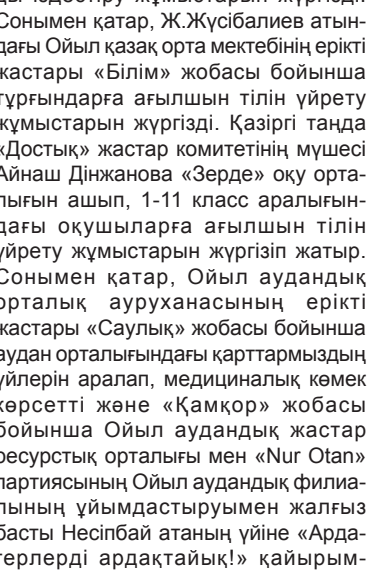 Сонымен қатар, Ж.Жүсібалиев атын-
дағы Ойыл қазақ орта мектебінің ерікті
жастары «Білім» жобасы бойынша
тұрғындарға ағылшын тілін үйрету
жұмыстарын жүргізді. Қазіргі таңда
«Достық» жастар комитетінің мүшесі
Айнаш Дінжанова «Зерде» оқу орта-
лығын ашып, 1-11 класс аралығын-
дағы оқушыларға ағылшын тілін
үйрету жұмыстарын жүргізіп жатыр.
Сонымен қатар, Ойыл аудандық
орталық ауруханасының ерікті
жастары «Саулық» жобасы бойынша
аудан орталығындағы қарттармыздың
үйлерін аралап, медициналық көмек
көрсетті және «Қамқор» жобасы
бойынша Ойыл аудандық жастар
ресурстық орталығы мен «Nur Otan»
партиясының Ойыл аудандық филиа-
лының ұйымдастыруымен жалғыз
басты Несіпбай атаның үйіне «Арда-
герлерді ардақтайық!» қайырым-